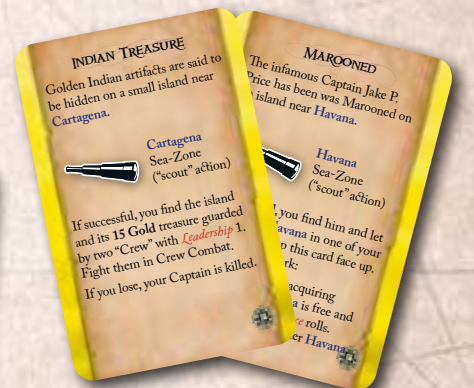 INDIAN TREASURE
Golden Indian artifacts are said to
be hidden on a small island near
Cartagena.
Cartagena
Sea-Zone
("scout" action)
If successful, you find the island
and its 15 Gold treasure guarded
by two "Crew" with Leadership 1.
Fight them in Crew Combat.
If you lose, your Captain is killed.
MAROONED
The infamous Captain Jake P.
Price has been was Marooned on
island near Havana.
Havana
Sea-Zone
("scout" action)
you find him and let
Havana in one of your
this card face up.
acquiring
is free and
rolls.
Havana